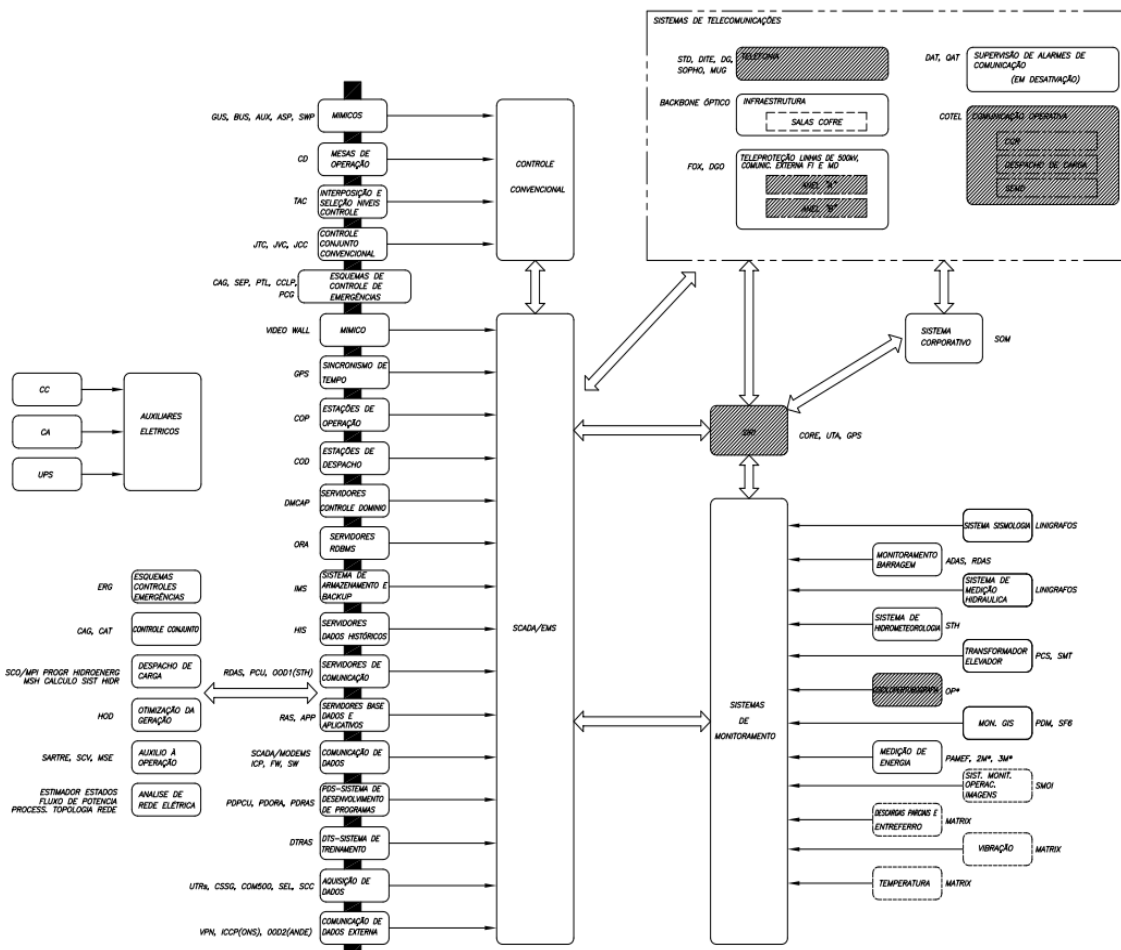 SISTEMAS DE TELECOMUNICAÇÕES
STD, DITE, DG,
SOPHO, MUG
TELEFONIA
DAT, QAT
SUPERVISÃO DE ALARMES DE
COMUNICAÇÃO
(EM DESATIVAÇÃO)
BACKBONE ÓPTICO
INFRAESTRUTURA
SALAS COFRE
COTEL
COMUNICAÇÃO OPERATIVA
CCR
DESPACHO DE CARGA
SEMD
FOX, DGO
TELEPROTEÇÃO LINHAS DE 500kV,
COMUNIC. EXTERNA FI E MD
ANEL "A"
ANEL "B"
GUS, BUS, AUX, ASP, SWP
MIMICOS
CD
MESAS DE
OPERAÇÃO
TAC
INTERPOSIÇÃO E
SELEÇÃO NIVEIS
CONTROLE
JTC, JVC, JCC
CONTROLE
CONJUNTO
CONVENCIONAL
CONTROLE
CONVENCIONAL
CAG, SEP, PTL, CCLP,
PCG
ESQUEMAS DE
CONTROLE DE
EMERGÊNCIAS
VIDEO WALL
MIMICO
GPS
SINCRONISMO DE
TEMPO
COP
ESTAÇÕES DE
OPERAÇÃO
COD
ESTAÇÕES DE
DESPACHO
DMCAP
SERVIDORES
CONTROLE DOMINIO
ORA
SERVIDORES
RDBMS
IMS
SISTEMA DE
ARMAZENAMENTO E
BACKUP
HIS
SERVIDORES
DADOS HISTÓRICOS
RDAS, PCU, OOD1(STH)
SERVIDORES DE
COMUNICAÇÃO
RAS, APP
SERVIDORES BASE
DADOS E
APLICATIVOS
SCADA/MODEMS
ICP, FW, SW
COMUNICAÇÃO DE
DADOS
PDPCU, PDORA, PDRAS
PDS-SISTEMA DE
DESENVOLVIMENTO
DE PROGRAMAS
DTRAS
DTS-SISTEMA DE
TREINAMENTO
UTRs, CSSG, COM500, SEL, SCC
AQUISIÇÃO DE
DADOS
VPN, ICCP(ONS), OOD2(ANDE)
COMUNICAÇÃO DE
DADOS EXTERNA
SCADA/EMS
CC
CA
UPS
AUXILIARES
ELETRICOS
ERG
ESQUEMAS
CONTROLES
EMERGÊNCIAS
CAG, CAT
CONTROLE CONJUNTO
SCO/MPI PROGR HIDROENERG
MSH CALCULO SIST HIDR
DESPACHO DE
CARGA
HOD
OTIMIZAÇÃO DA
GERAÇÃO
SARTRE, SCV, MSE
AUXILIO À
OPERAÇÃO
ESTIMADOR ESTADOS
FLUXO DE POTENCIA
PROCESS. TOPOLOGIA REDE
ANALISE DE
REDE ELÉTRICA
SISTEMA
CORPORATIVO
SOM
SIRI
CORE, UTA, GPS
SISTEMAS
DE
MONITORAMENTO
SISTEMA SISMOLOGIA
LINIGRAFOS
MONITORAMENTO
BARRAGEM
ADAS, RDAS
SISTEMA DE
MEDIÇÃO
HIDRAULICA
LINIGRAFOS
SISTEMA DE
HIDROMETEOROLOGIA
STH
TRANSFORMADOR
ELEVADOR
PCS, SMT
OSCILOPERTUBOGRAFIA
OP*
MON. GIS
PDM, SF6
MEDIÇÃO DE
ENERGIA
PAMEF, 2M*, 3M*
SIST. MONIT.
OPERAC.
IMAGENS
SMOI
DESCARGAS PARCIAIS E
ENTREFERRO
MATRIX
VIBRAÇÃO
MATRIX
TEMPERATURA
MATRIX